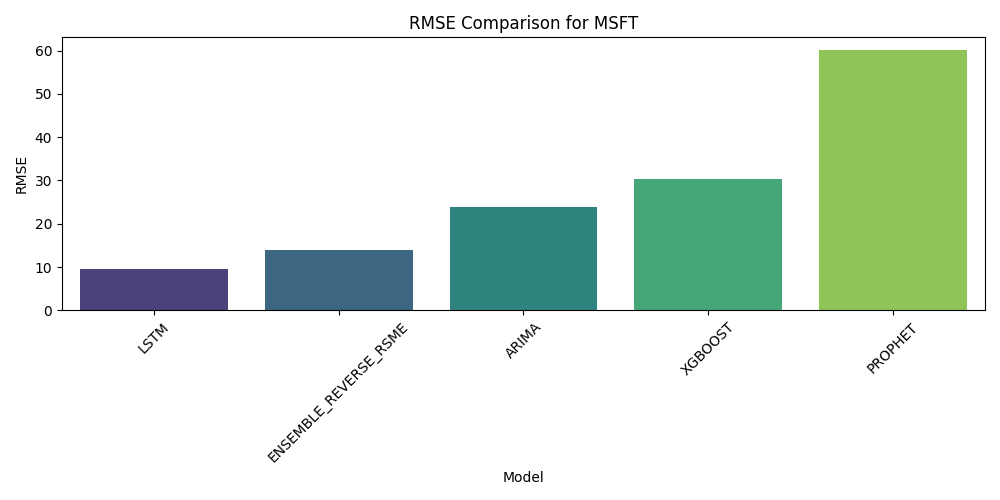 RMSE Comparison for MSFT
RMSE
60
50
40
30
20
10
0
LSTM
ENSEMBLE_REVERSE_RSME
ARIMA
XGBOOST
PROPHET
Model